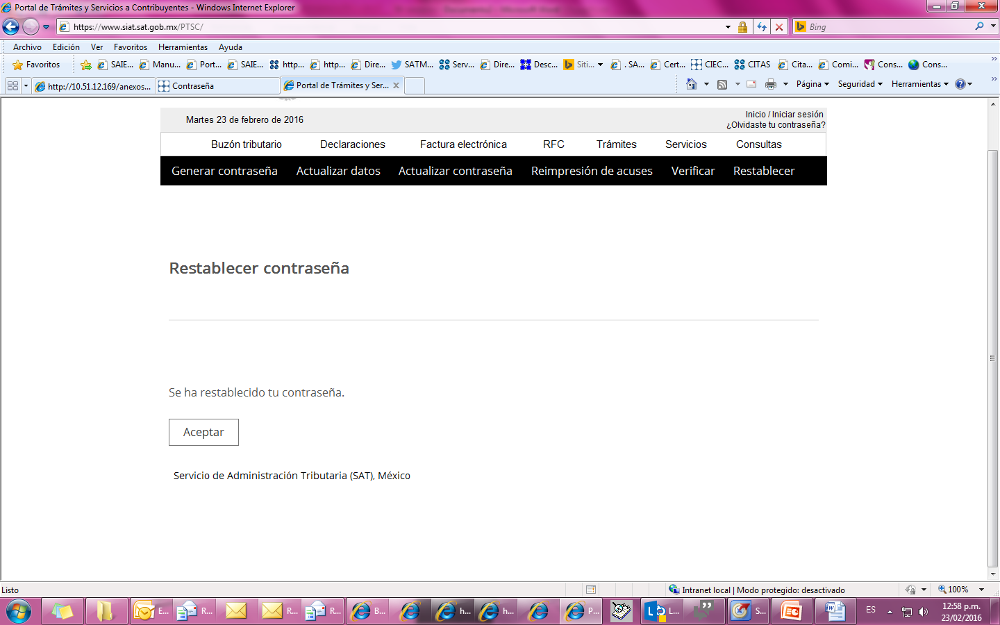 Portal de Trámites y Servicios a Contribuyentes - Windows Internet Explorer
https://www.siat.sat.gob.mx/PTSC/
Bing
Archivo Edición Ver Favoritos Herramientas Ayuda
Favoritos SAIE... Manu... Port... SAIE... http... http... Dire... SATM... Serv... Dire... Desc... Siti... . SA... Cert... CIEC... CITAS Cita... Comi... Cons... Cons...
http://10.51.12.169/anexos... Contraseña Portal de Trámites y Ser... Página Seguridad Herramientas
Martes 23 de febrero de 2016
Inicio / Iniciar sesión
¿Olvidaste tu contraseña?
Buzón tributario Declaraciones Factura electrónica RFC Trámites Servicios Consultas
Generar contraseña Actualizar datos Actualizar contraseña Reimpresión de acuses Verificar Restablecer
Restablecer contraseña
Se ha restablecido tu contraseña.
Aceptar
Servicio de Administración Tributaria (SAT), México
Listo Intranet local | Modo protegido: desactivado 100%
E... R... R... R... B... h... h... P... L... S... ES 12:58 p.m.
23/02/2016